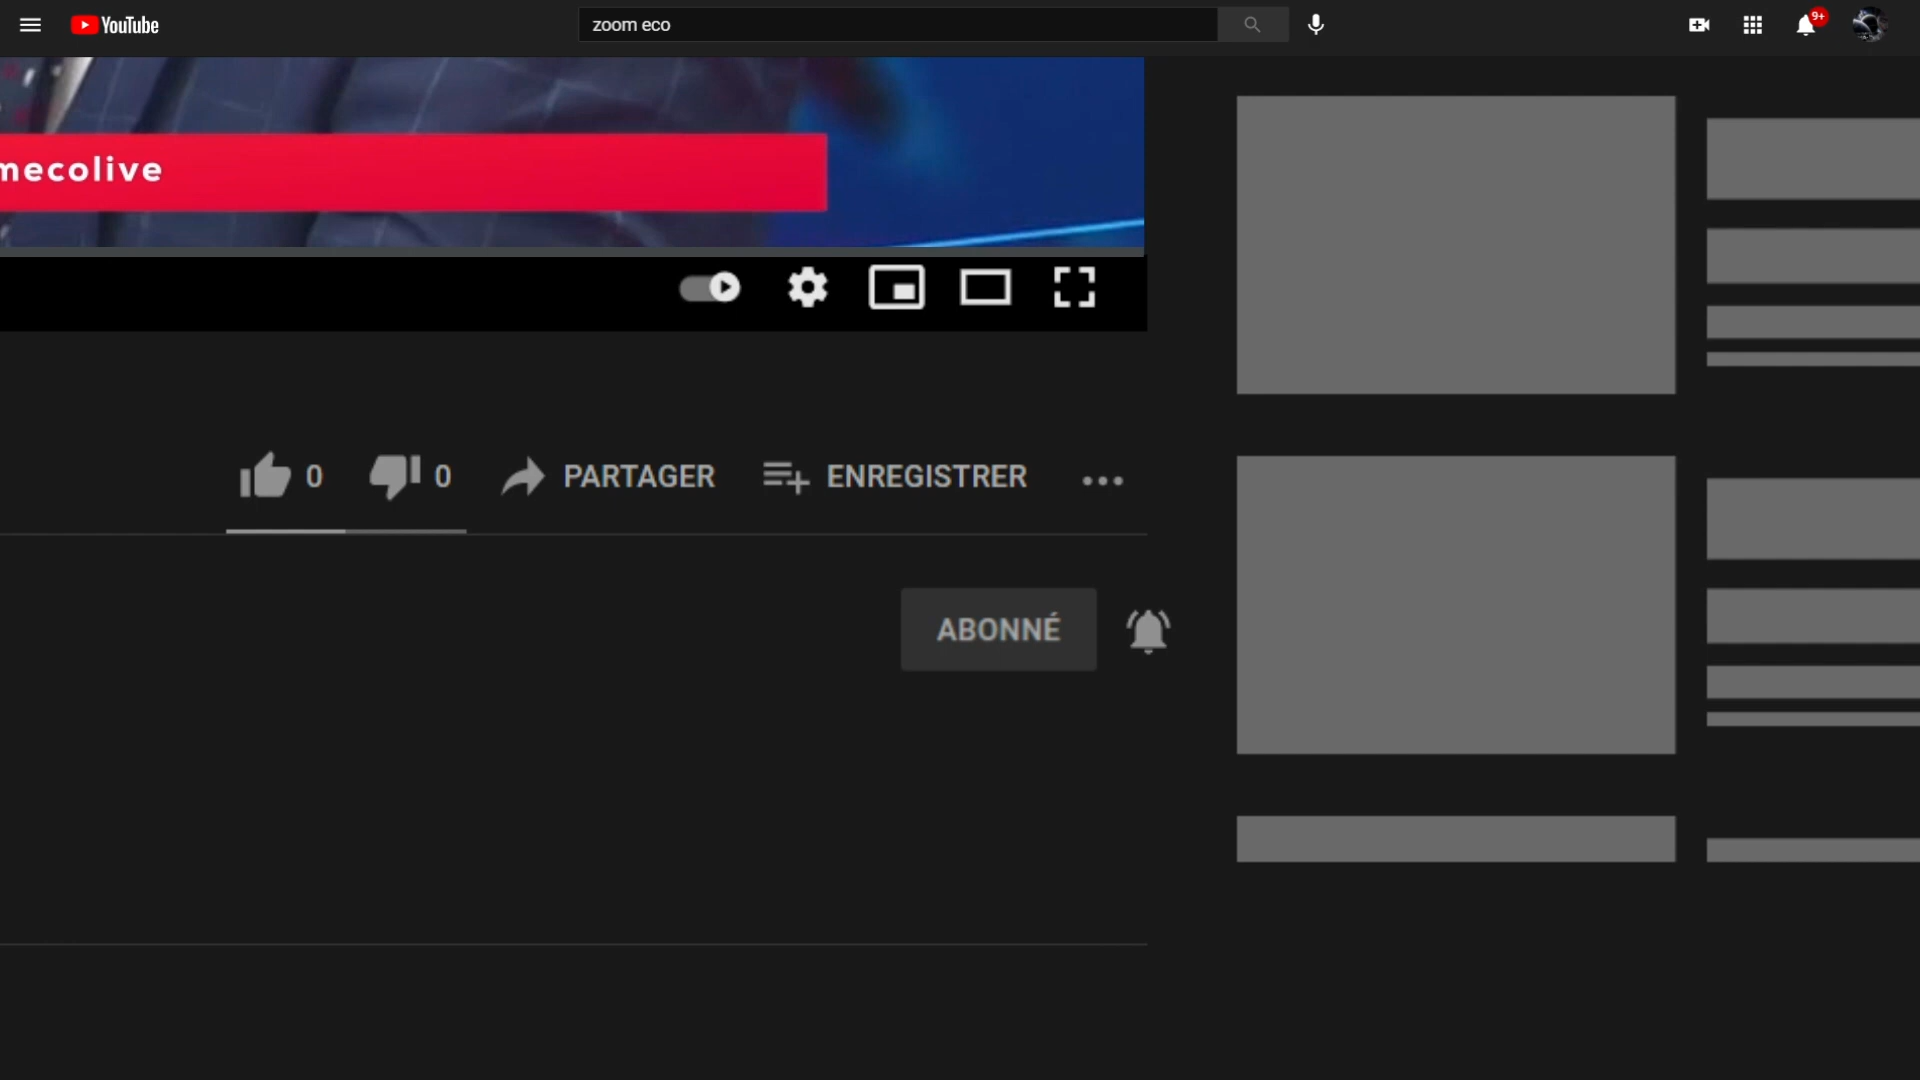 YouTube
zoom eco
9+
mecolive
0
0
PARTAGER
ENREGISTRER
ABONNÉ